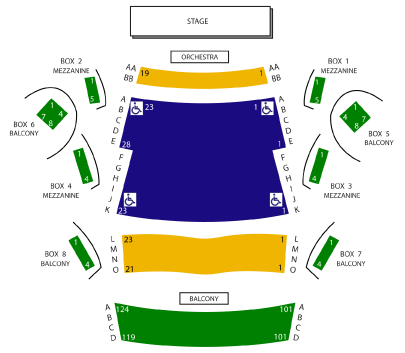 STAGE
ORCHESTRA
BOX 2
MEZZANINE
BOX 1
MEZZANINE
AA
BB
19
1
AA
BB
1
5
1
5
A
B
C
D
E
23
1
A
B
C
D
E
28
1
BOX 6
BALCONY
1
7
4
8
BOX 5
BALCONY
1
7
4
8
F
G
H
I
J
K
23
1
F
G
H
I
J
K
BOX 4
MEZZANINE
1
4
BOX 3
MEZZANINE
1
4
L
M
N
O
23
1
21
1
L
M
N
O
BOX 8
BALCONY
1
4
BOX 7
BALCONY
1
4
BALCONY
A
B
C
D
124
101
119
101
A
B
C
D